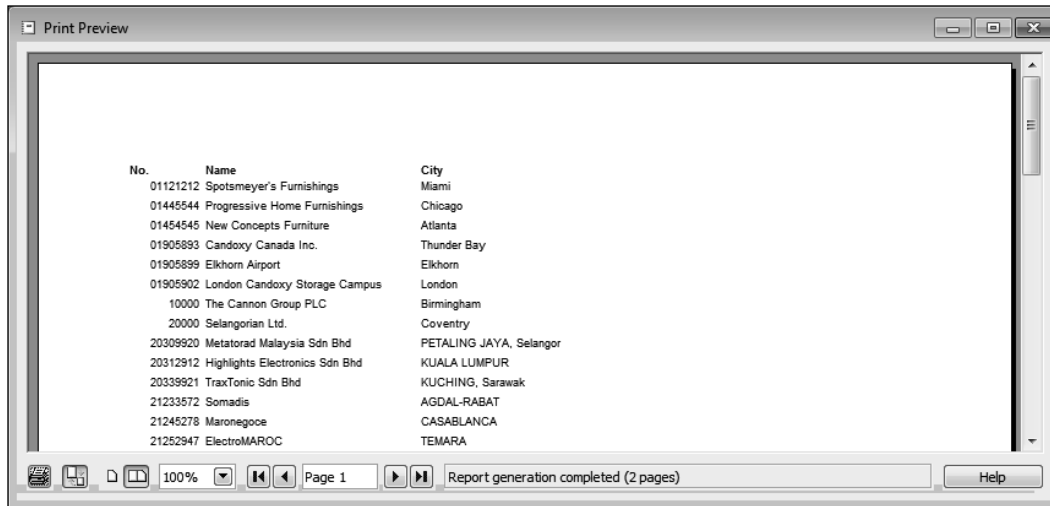 Print Preview
No. Name City
01121212 Spotsmeyer's Furnishings Miami
01445544 Progressive Home Furnishings Chicago
01454545 New Concepts Furniture Atlanta
01905893 Candoxy Canada Inc. Thunder Bay
01905899 Elkhorn Airport Elkhorn
01905902 London Candoxy Storage Campus London
10000 The Cannon Group PLC Birmingham
20000 Selangorian Ltd. Coventry
20309920 Metatorad Malaysia Sdn Bhd PETALING JAYA, Selangor
20312912 Highlights Electronics Sdn Bhd KUALA LUMPUR
20339921 TraxTonic Sdn Bhd KUCHING, Sarawak
21233572 Somadis AGDAL-RABAT
21245278 Maronegoce CASABLANCA
21252947 ElectroMAROC TEMARA
100% Page 1 Report generation completed (2 pages) Help